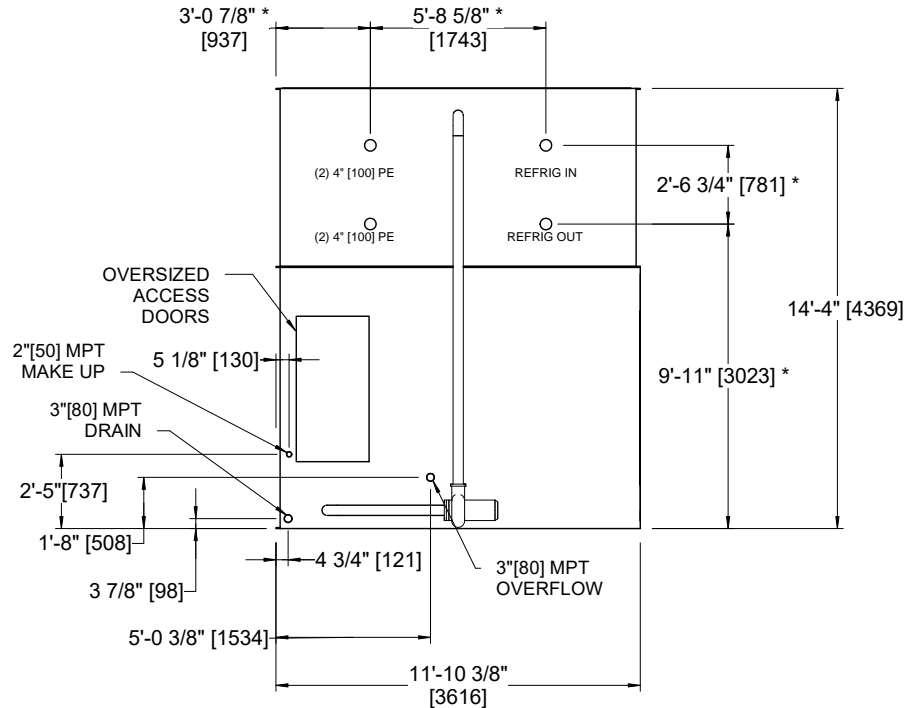 3'-0 7/8" *
[937]
5'-8 5/8" *
[1743]
(2) 4" [100] PE
REFRIG IN
2'-6 3/4" [781] *
(2) 4" [100] PE
REFRIG OUT
OVERSIZED
ACCESS
DOORS
14'-4" [4369]
2"[50] MPT
MAKE UP
5 1/8" [130]
9'-11" [3023] *
3"[80] MPT
DRAIN
2'-5"[737]
1'-8" [508]
4 3/4" [121]
3"[80] MPT
OVERFLOW
3 7/8" [98]
5'-0 3/8" [1534]
11'-10 3/8"
[3616]